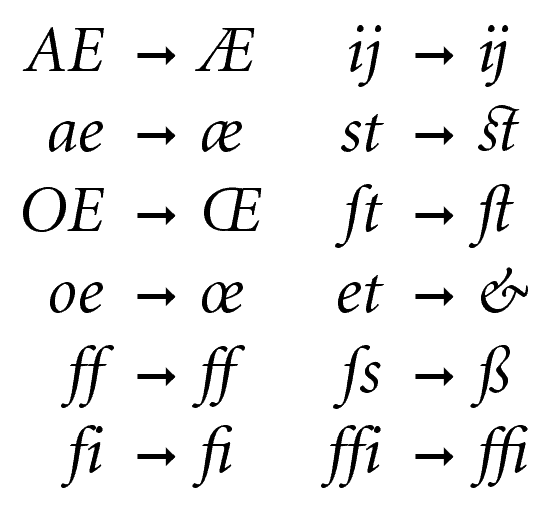 AE → Æ ij → ij
ae → æ st → st
OE → Œ ſt → ſt
oe → œ et → &
ff → ff ſs → ß
fi → fi ffi → ffi